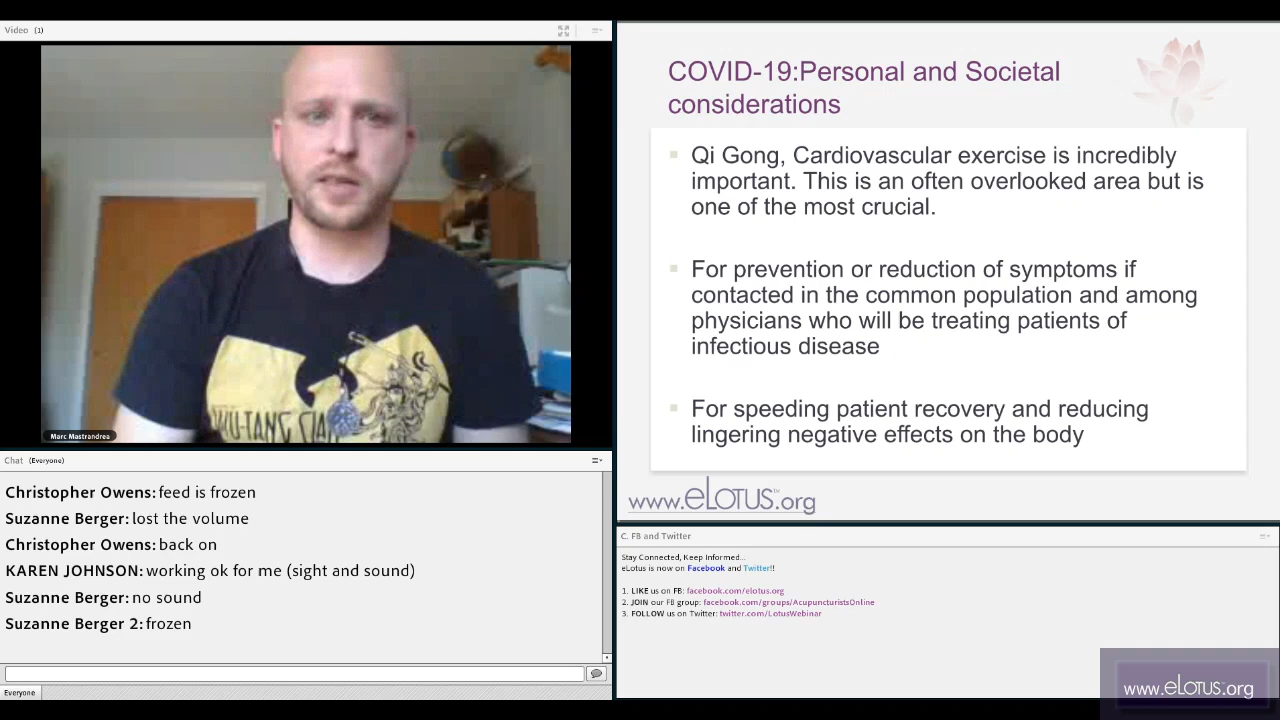 Video (1)
Marc Mastrandrea
WU-TANG CLAN
Chat (Everyone)
Christopher Owens: feed is frozen
Suzanne Berger: lost the volume
Christopher Owens: back on
KAREN JOHNSON: working ok for me (sight and sound)
Suzanne Berger: no sound
Suzanne Berger 2: frozen
Everyone
COVID-19:Personal and Societal
considerations
Qi Gong, Cardiovascular exercise is incredibly
important. This is an often overlooked area but is
one of the most crucial.
For prevention or reduction of symptoms if
contacted in the common population and among
physicians who will be treating patients of
infectious disease
For speeding patient recovery and reducing
lingering negative effects on the body
www.eLOTUS.org
C. FB and Twitter
Stay Connected, Keep Informed...
eLotus is now on Facebook and Twitter!!
1. LIKE us on FB: facebook.com/elotus.org
2. JOIN our FB group: facebook.com/groups/AcupuncturistsOnline
3. FOLLOW us on Twitter: twitter.com/LotusWebinar
www.eLOTUS.org